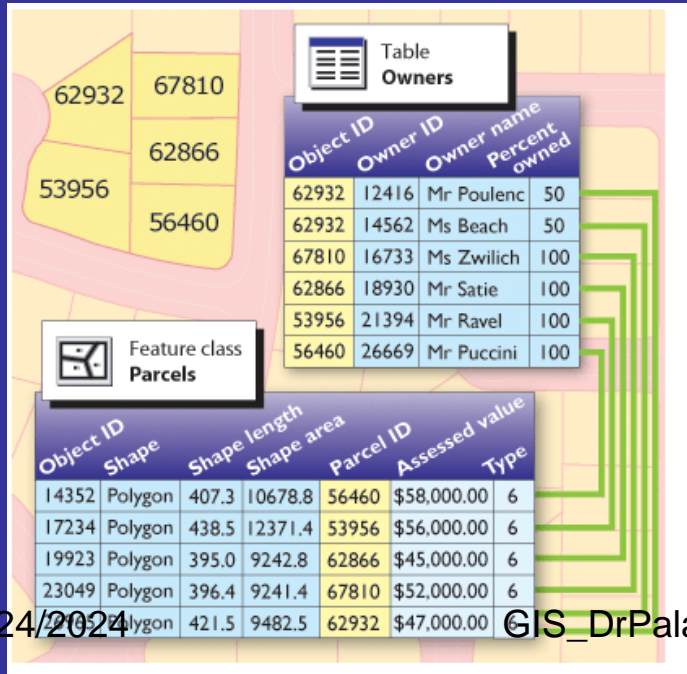 62932 67810
62866
53956
56460
Table
Owners
Object ID Owner ID Owner name Percent owned
62932 12416 Mr Poulenc 50
62932 14562 Ms Beach 50
67810 16733 Ms Zwilich 100
62866 18930 Mr Satie 100
53956 21394 Mr Ravel 100
56460 26669 Mr Puccini 100
Feature class
Parcels
Object ID Shape Shape length Shape area Parcel ID Assessed value Type
14352 Polygon 407.3 10678.8 56460 $58,000.00 6
17234 Polygon 438.5 12371.4 53956 $56,000.00 6
19923 Polygon 395.0 9242.8 62866 $45,000.00 6
23049 Polygon 396.4 9241.4 67810 $52,000.00 6
Polygon 421.5 9482.5 62932 $47,000.00 6
24/2024 GIS_DrPala